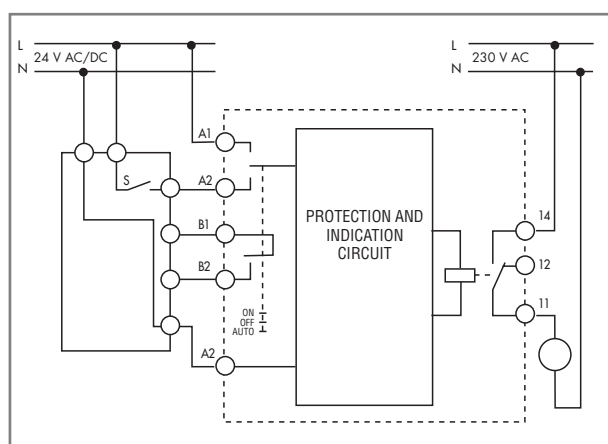 L
24 V AC/DC
N
L
230 V AC
N
A1
S
A2
B1
B2
ON
OFF
AUTO
A2
PROTECTION AND
INDICATION
CIRCUIT
14
12
11